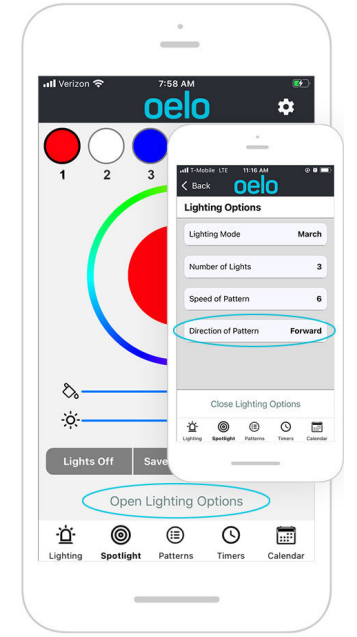 Verizon 7:58 AM
oelo
1 2 3
Lights Off Save
Open Lighting Options
Lighting Spotlight Patterns Timers Calendar
T-Mobile LTE 11:16 AM
Back oelo
Lighting Options
Lighting Mode March
Number of Lights 3
Speed of Pattern 6
Direction of Pattern Forward
Close Lighting Options
Lighting Spotlight Patterns Timers Calendar